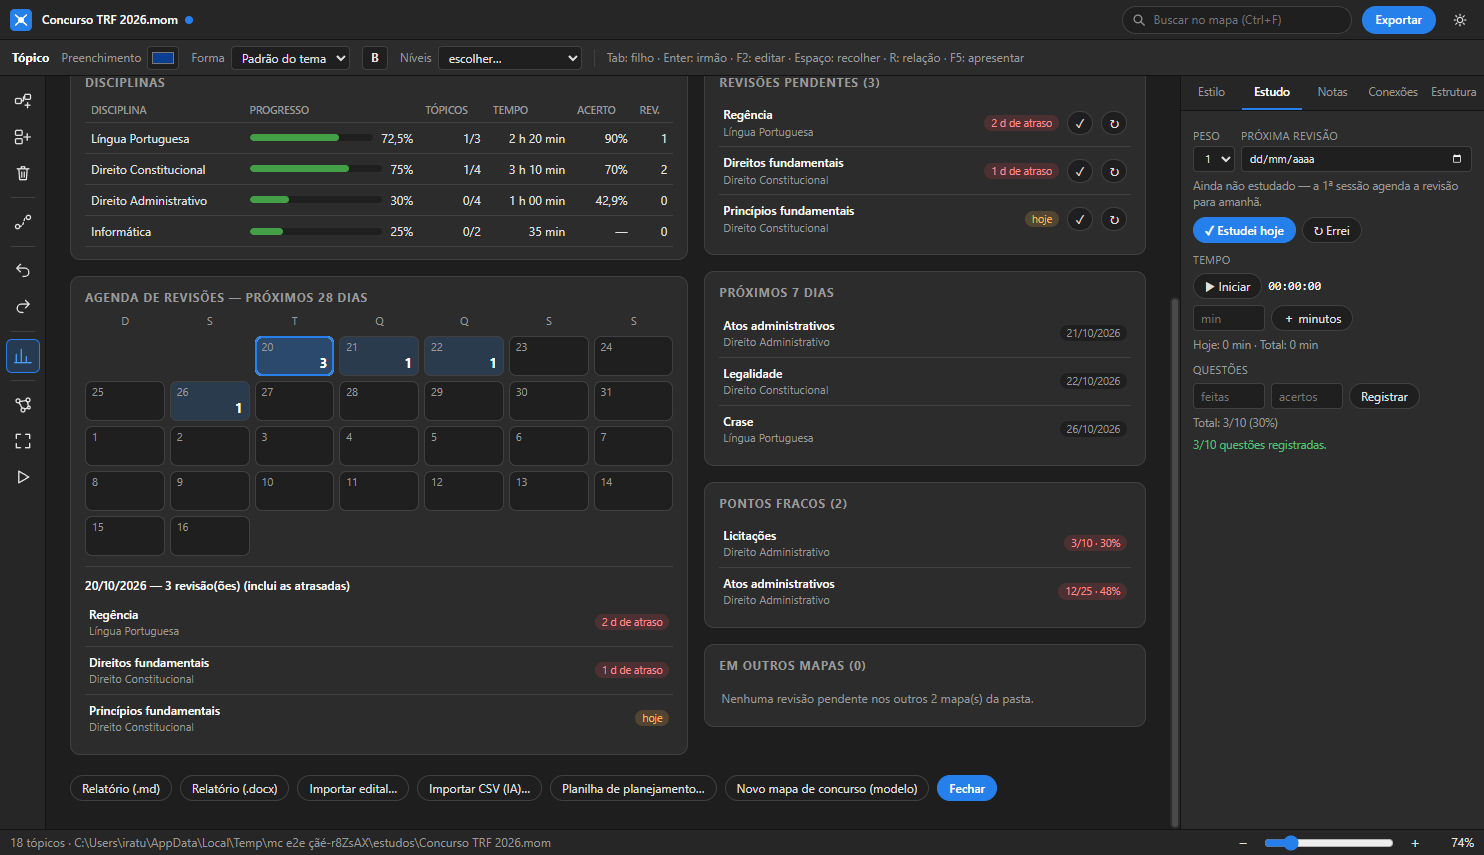 Concurso TRF 2026.mom
Buscar no mapa (Ctrl+F)
Exportar
Tópico
Preenchimento
Forma
Padrão do tema
B
Níveis
escolher...
Tab: filho · Enter: irmão · F2: editar · Espaço: recolher · R: relação · F5: apresentar
DISCIPLINAS
DISCIPLINA PROGRESSO TÓPICOS TEMPO ACERTO REV.
Língua Portuguesa 72,5% 1/3 2 h 20 min 90% 1
Direito Constitucional 75% 1/4 3 h 10 min 70% 2
Direito Administrativo 30% 0/4 1 h 00 min 42,9% 0
Informática 25% 0/2 35 min — 0
AGENDA DE REVISÕES — PRÓXIMOS 28 DIAS
D S T Q Q S S
20 3 21 1 22 1 23 24
25 26 1 27 28 29 30 31
1 2 3 4 5 6 7
8 9 10 11 12 13 14
15 16
20/10/2026 — 3 revisão(ões) (inclui as atrasadas)
Regência
Língua Portuguesa
2 d de atraso
Direitos fundamentais
Direito Constitucional
1 d de atraso
Princípios fundamentais
Direito Constitucional
hoje
REVISÕES PENDENTES (3)
Regência
Língua Portuguesa
2 d de atraso
✓ ↻
Direitos fundamentais
Direito Constitucional
1 d de atraso
✓ ↻
Princípios fundamentais
Direito Constitucional
hoje
✓ ↻
PRÓXIMOS 7 DIAS
Atos administrativos
Direito Administrativo
21/10/2026
Legalidade
Direito Constitucional
22/10/2026
Crase
Língua Portuguesa
26/10/2026
PONTOS FRACOS (2)
Licitações
Direito Administrativo
3/10 · 30%
Atos administrativos
Direito Administrativo
12/25 · 48%
EM OUTROS MAPAS (0)
Nenhuma revisão pendente nos outros 2 mapa(s) da pasta.
Relatório (.md)
Relatório (.docx)
Importar edital...
Importar CSV (IA)...
Planilha de planejamento...
Novo mapa de concurso (modelo)
Fechar
Estilo Estudo Notas Conexões Estrutura
PESO PRÓXIMA REVISÃO
1 dd/mm/aaaa
Ainda não estudado — a 1ª sessão agenda a revisão
para amanhã.
✓ Estudei hoje
↻ Errei
TEMPO
▶ Iniciar 00:00:00
min + minutos
Hoje: 0 min · Total: 0 min
QUESTÕES
feitas acertos Registrar
Total: 3/10 (30%)
3/10 questões registradas.
18 tópicos · C:\Users\iratu\AppData\Local\Temp\mc e2e çãé-r8ZsAX\estudos\Concurso TRF 2026.mom
− + 74%